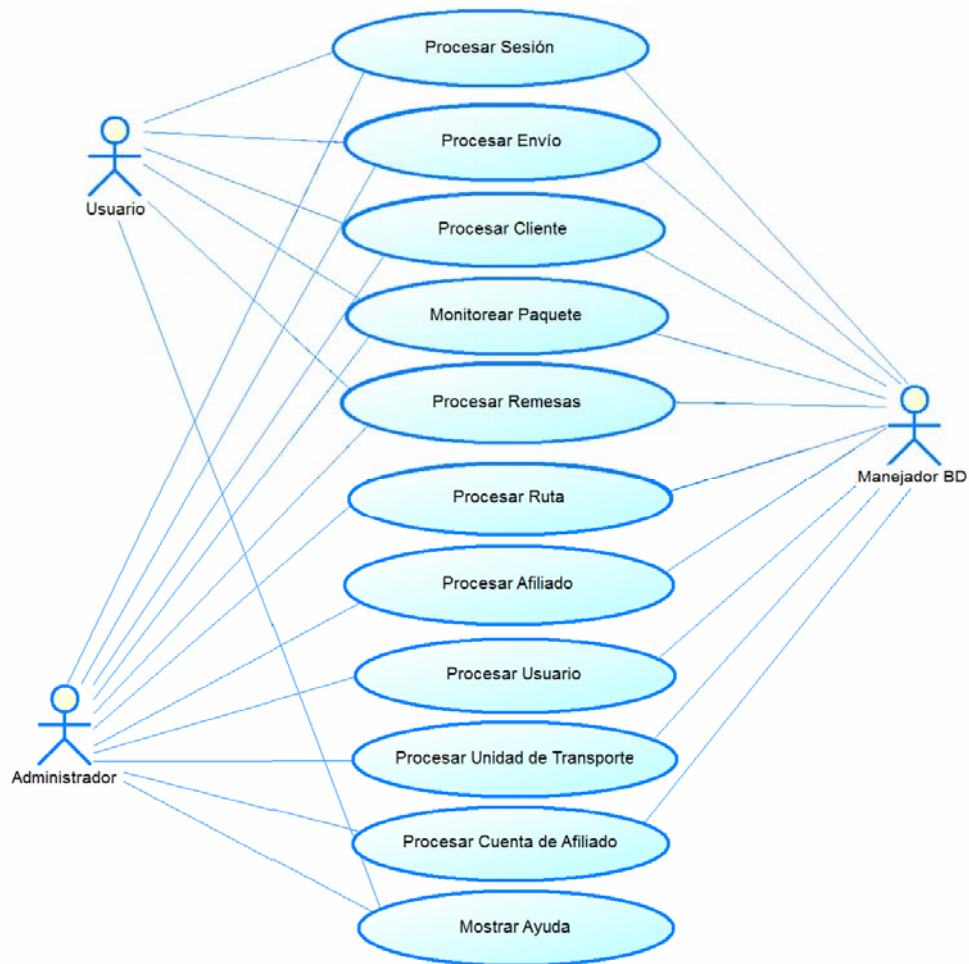 Procesar Sesión
Procesar Envío
Usuario
Procesar Cliente
Monitorear Paquete
Procesar Remesas
Manejador BD
Procesar Ruta
Procesar Afiliado
Procesar Usuario
Procesar Unidad de Transporte
Administrador
Procesar Cuenta de Afiliado
Mostrar Ayuda